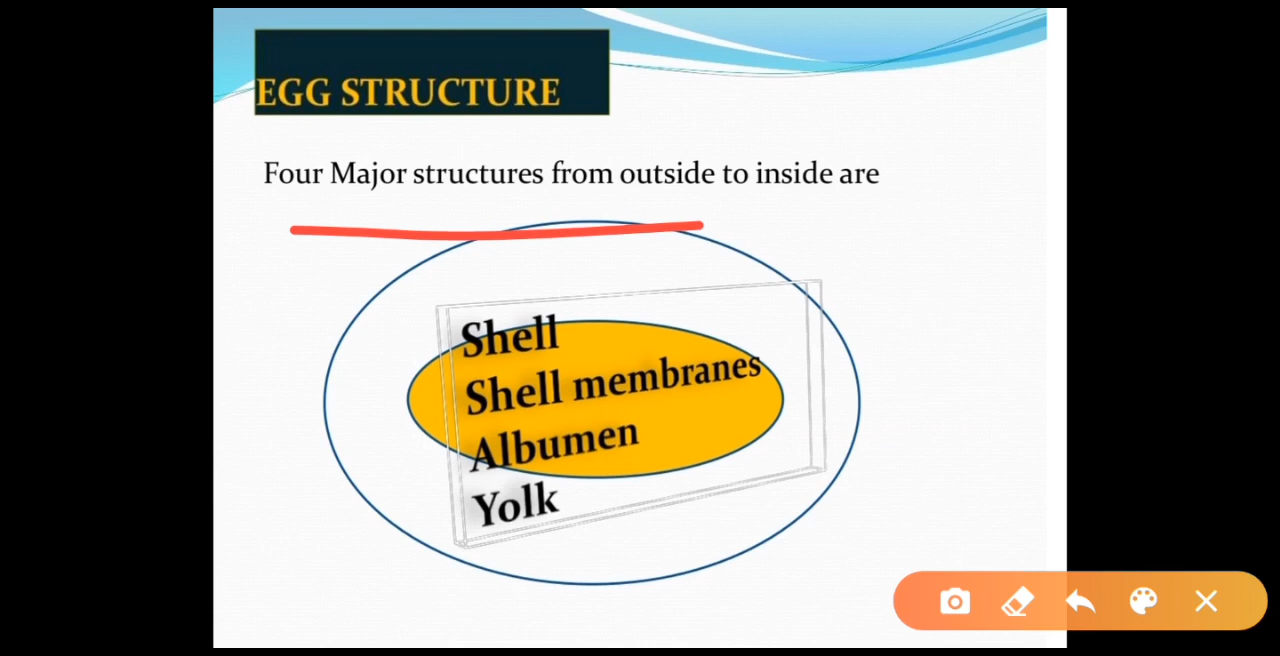 EGG STRUCTURE
Four Major structures from outside to inside are
Shell
Shell membranes
Albumen
Yolk